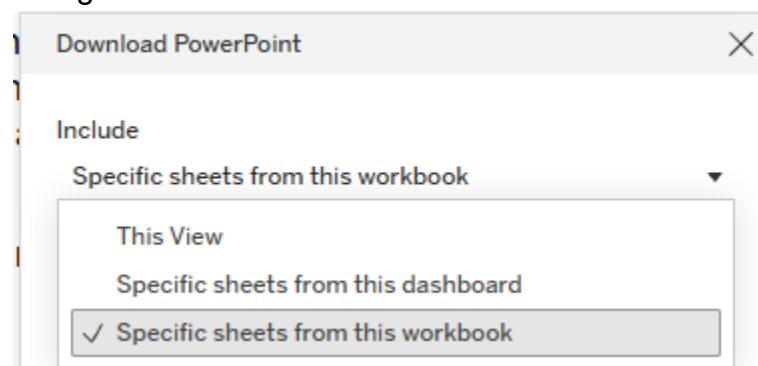 Download PowerPoint
Include
Specific sheets from this workbook
This View
Specific sheets from this dashboard
Specific sheets from this workbook